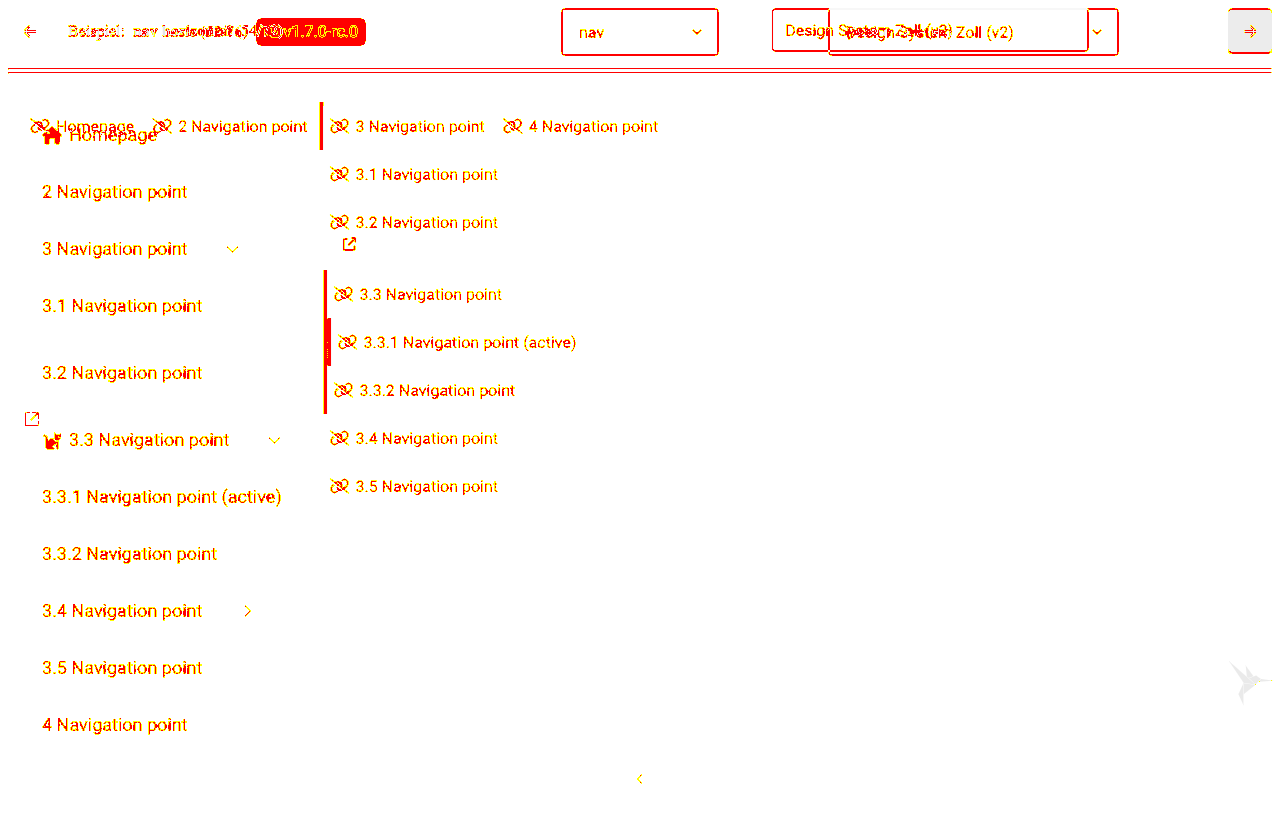 Beispiel: nav
v1.7.0-rc.0
nav
Design System Zoll (v2)
Design System Zoll (v2)
Homepage
2 Navigation point
3 Navigation point
4 Navigation point
Homepage
3.1 Navigation point
2 Navigation point
3.2 Navigation point
3 Navigation point
3.3 Navigation point
3.1 Navigation point
3.3.1 Navigation point (active)
3.2 Navigation point
3.3.2 Navigation point
3.3 Navigation point
3.4 Navigation point
3.3.1 Navigation point (active)
3.5 Navigation point
3.3.2 Navigation point
3.4 Navigation point
3.5 Navigation point
4 Navigation point